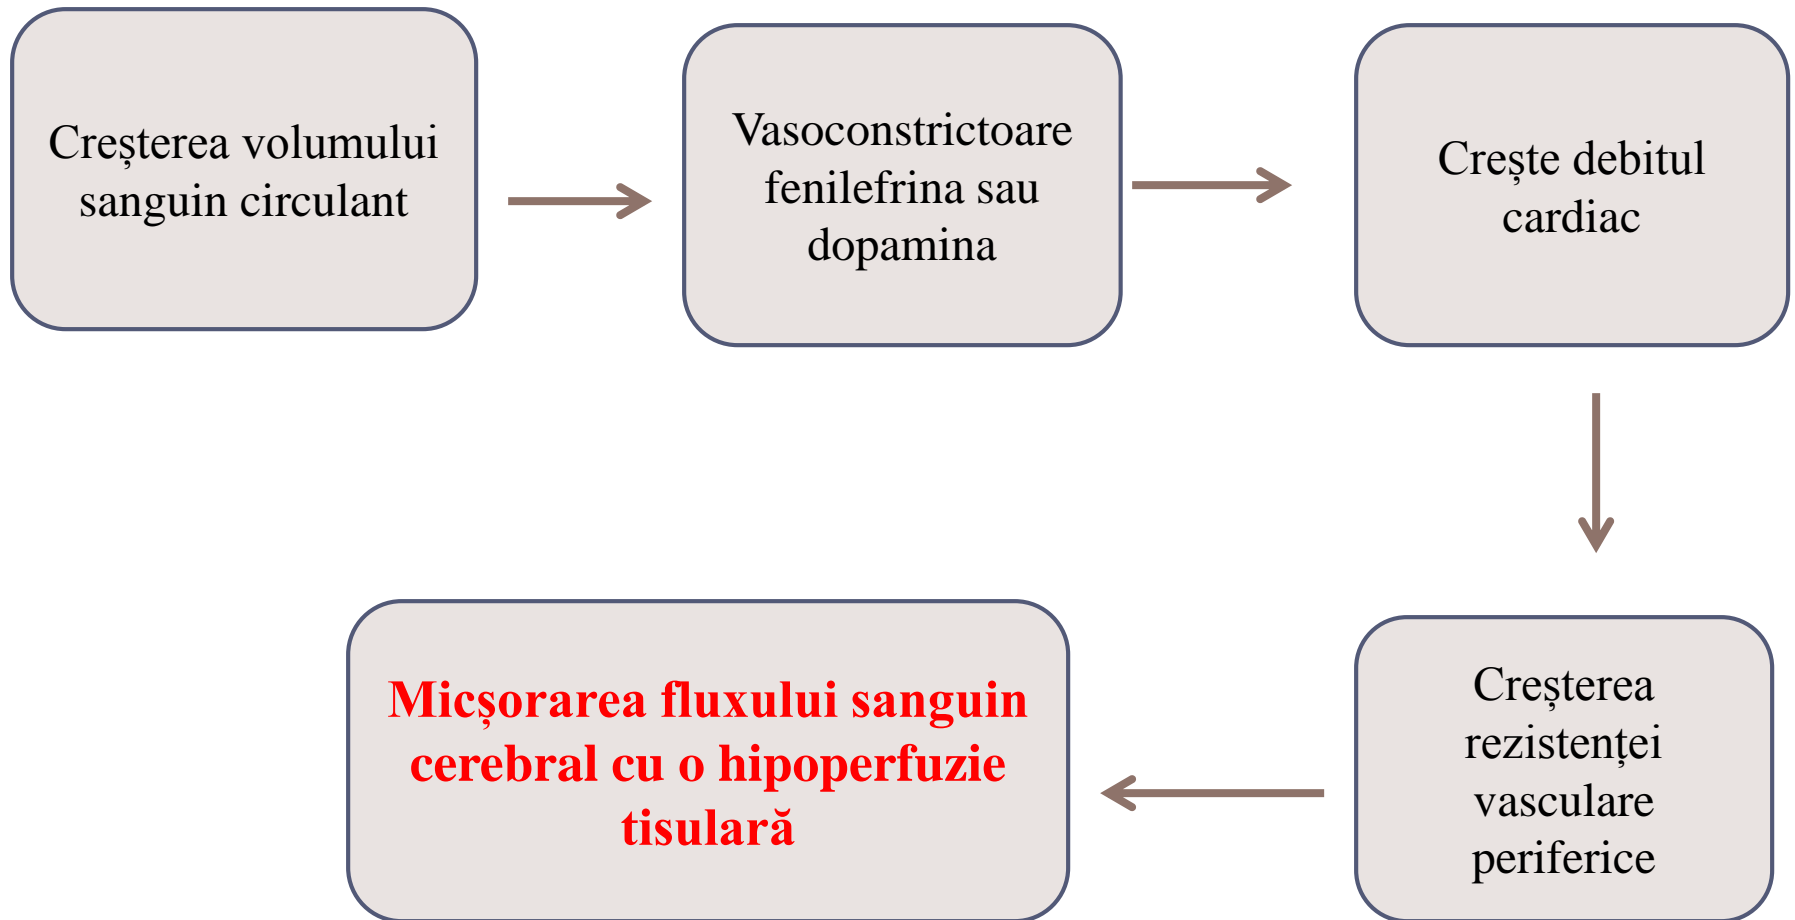 Creșterea volumului
sanguin circulant
Vasoconstrictoare
fenilefrina sau
dopamina
Crește debitul
cardiac
Creșterea
rezistenței
vasculare
periferice
Micșorarea fluxului sanguin
cerebral cu o hipoperfuzie
tisulară